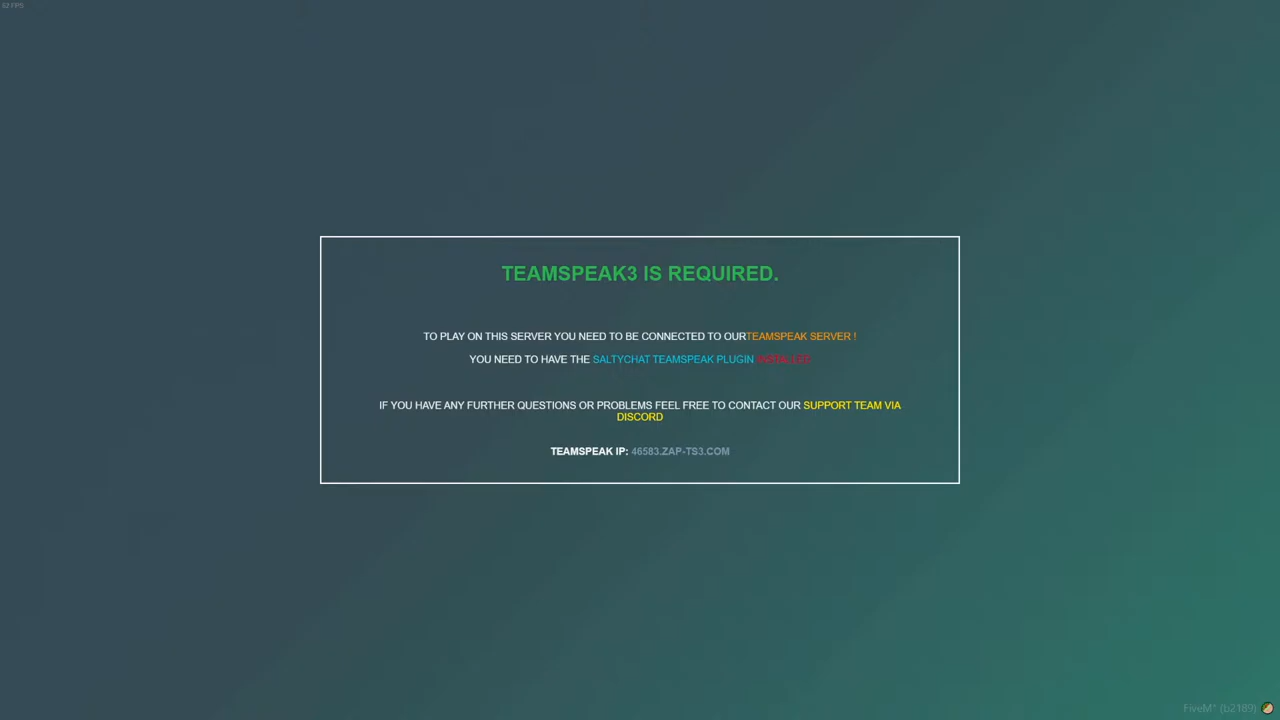 52 FPS
TEAMSPEAK3 IS REQUIRED.
TO PLAY ON THIS SERVER YOU NEED TO BE CONNECTED TO OURTEAMSPEAK SERVER !
YOU NEED TO HAVE THE SALTYCHAT TEAMSPEAK PLUGIN
IF YOU HAVE ANY FURTHER QUESTIONS OR PROBLEMS FEEL FREE TO CONTACT OUR SUPPORT TEAM VIA
DISCORD
TEAMSPEAK IP: 46583.ZAP-TS3.COM
FiveM* (b2189)